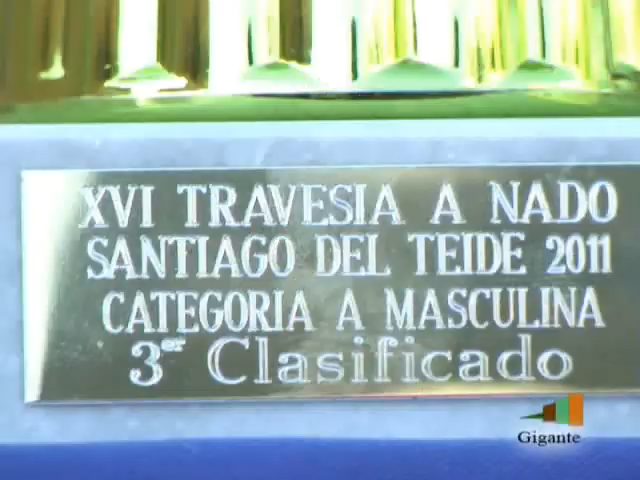 XVI TRAVESIA A NADO
SANTIAGO DEL TEIDE 2011
CATEGORIA A MASCULINA
3er Clasificado
Gigante